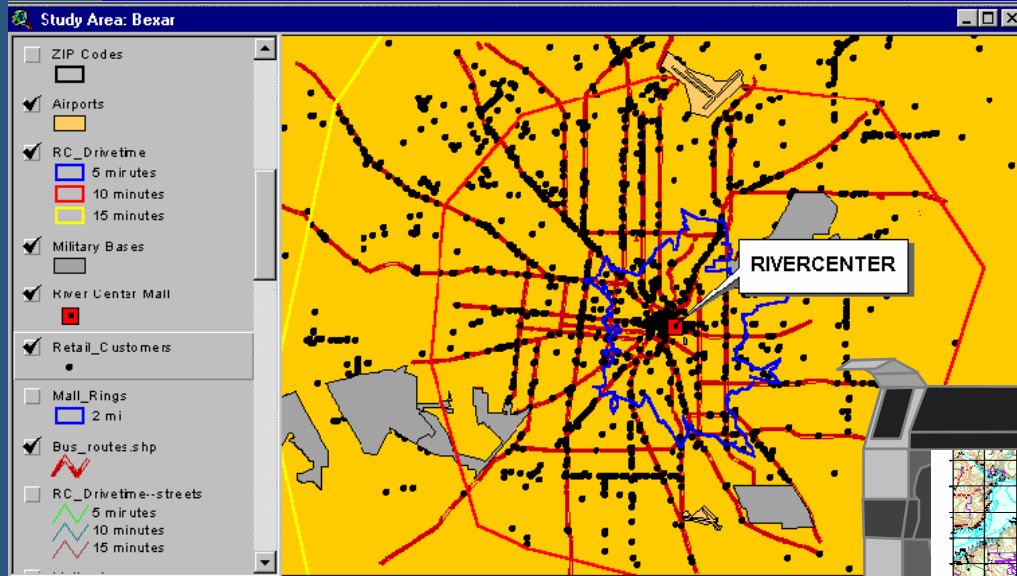 Study Area: Bexar
ZIP Codes
Airports
RC_Drivetime
5 minutes
10 minutes
15 minutes
Military Bases
River Center Mall
Retail_Customers
Mall_Rings
2 mi
Bus_routes.shp
RC_Drivetime--streets
5 minutes
10 minutes
15 minutes
RIVERCENTER